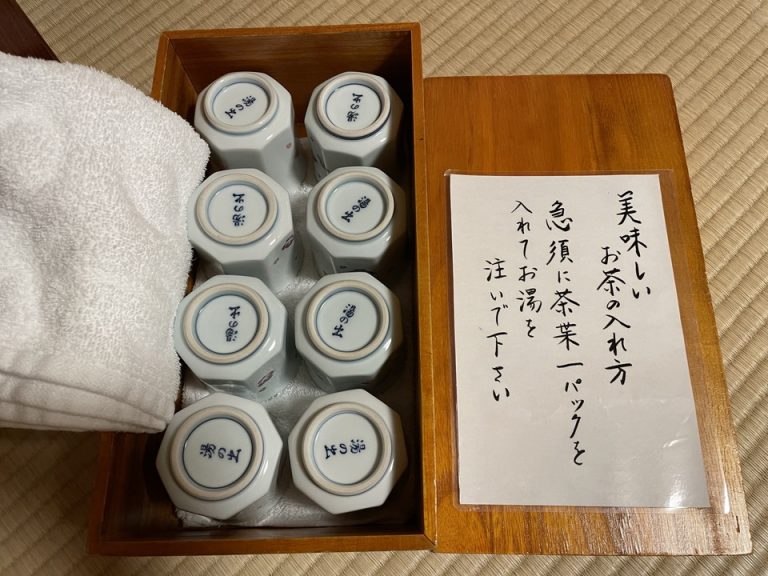 美味しい
お茶の入れ方
急須に茶葉一パックを
入れてお湯を
注いで下さい